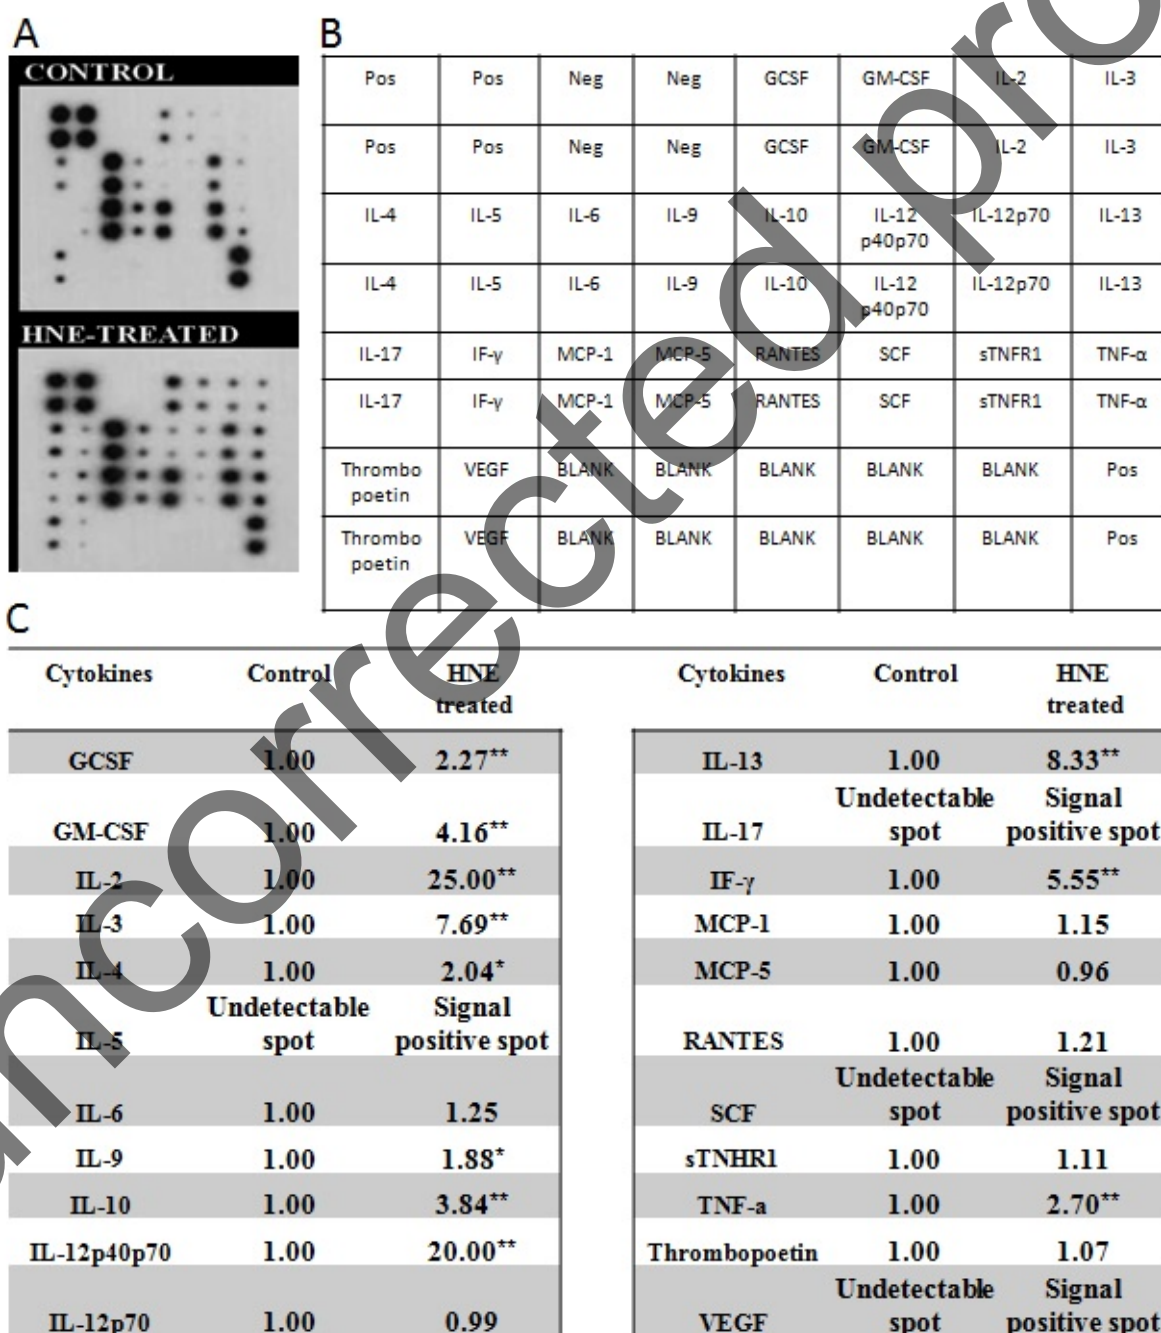 A
B
CONTROL
HNE-TREATED
Pos Pos Neg Neg GCSF GM-CSF IL-2 IL-3
Pos Pos Neg Neg GCSF GM-CSF IL-2 IL-3
IL-4 IL-5 IL-6 IL-9 IL-10 IL-12 IL-12p70 IL-13
p40p70
IL-4 IL-5 IL-6 IL-9 IL-10 IL-12 IL-12p70 IL-13
p40p70
IL-17 IF-γ MCP-1 MCP-5 RANTES SCF sTNFR1 TNF-α
IL-17 IF-γ MCP-1 MCP-5 RANTES SCF sTNFR1 TNF-α
Thrombo VEGF BLANK BLANK BLANK BLANK BLANK Pos
poetin
Thrombo VEGF BLANK BLANK BLANK BLANK BLANK Pos
poetin
C
Cytokines Control HNE
treated
GCSF 1.00 2.27**
GM-CSF 1.00 4.16**
IL-2 1.00 25.00**
IL-3 1.00 7.69**
IL-4 1.00 2.04*
Undetectable Signal
IL-5 spot positive spot
IL-6 1.00 1.25
IL-9 1.00 1.88*
IL-10 1.00 3.84**
IL-12p40p70 1.00 20.00**
IL-12p70 1.00 0.99
Cytokines Control HNE
treated
IL-13 1.00 8.33**
Undetectable Signal
IL-17 spot positive spot
IF-γ 1.00 5.55**
MCP-1 1.00 1.15
MCP-5 1.00 0.96
RANTES 1.00 1.21
Undetectable Signal
SCF spot positive spot
sTNHR1 1.00 1.11
TNF-a 1.00 2.70**
Thrombopoetin 1.00 1.07
Undetectable Signal
VEGF spot positive spot
uncorrected pro